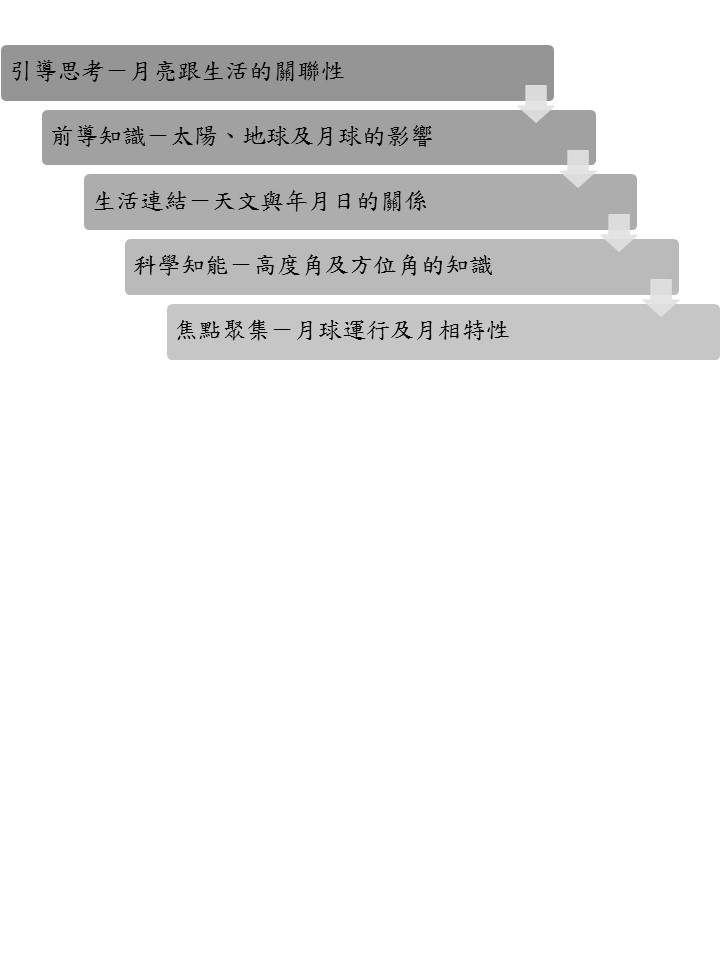 引導思考－月亮跟生活的關聯性
前導知識－太陽、地球及月球的影響
生活連結－天文與年月日的關係
科學知能－高度角及方位角的知識
焦點聚集－月球運行及月相特性